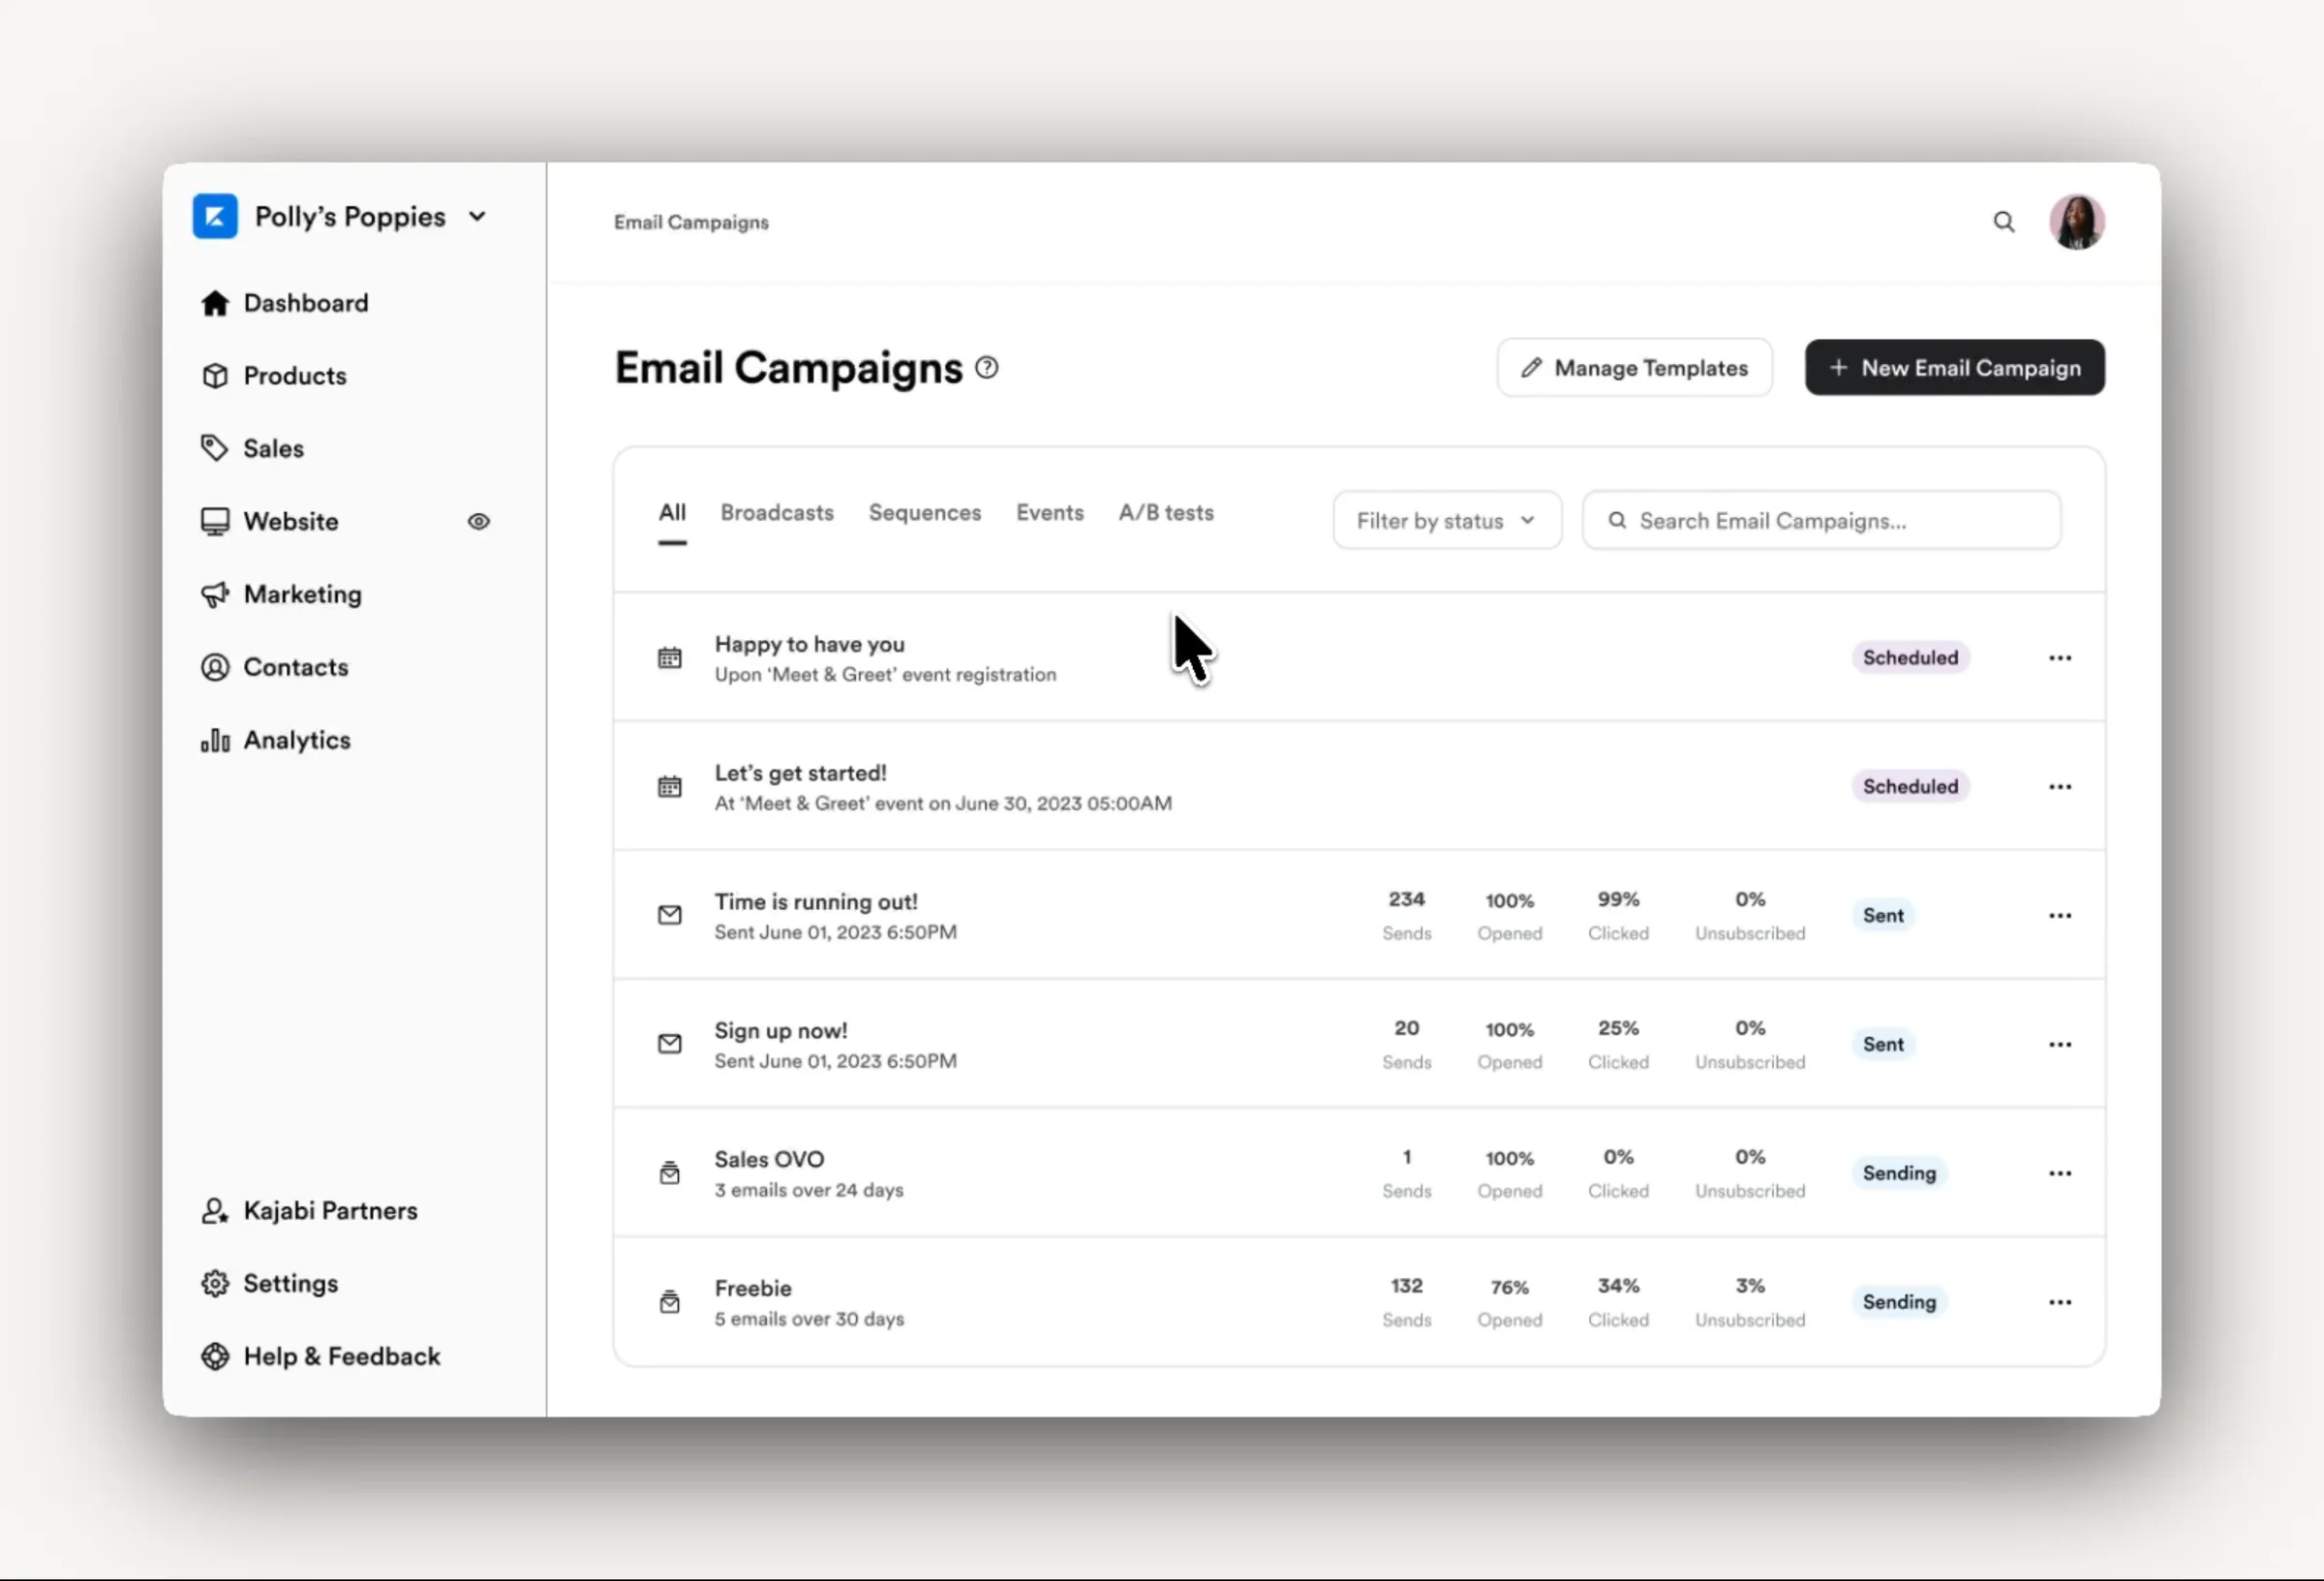 Polly’s Poppies
Dashboard
Products
Sales
Website
Marketing
Contacts
Analytics
Kajabi Partners
Settings
Help & Feedback
Email Campaigns
Email Campaigns
Manage Templates
+ New Email Campaign
All Broadcasts Sequences Events A/B tests Filter by status Search Email Campaigns...
Happy to have you
Upon ‘Meet & Greet’ event registration
Scheduled
Let’s get started!
At ‘Meet & Greet’ event on June 30, 2023 05:00AM
Scheduled
Time is running out!
Sent June 01, 2023 6:50PM
234 100% 99% 0%
Sends Opened Clicked Unsubscribed
Sent
Sign up now!
Sent June 01, 2023 6:50PM
20 100% 25% 0%
Sends Opened Clicked Unsubscribed
Sent
Sales OVO
3 emails over 24 days
1 100% 0% 0%
Sends Opened Clicked Unsubscribed
Sending
Freebie
5 emails over 30 days
132 76% 34% 3%
Sends Opened Clicked Unsubscribed
Sending